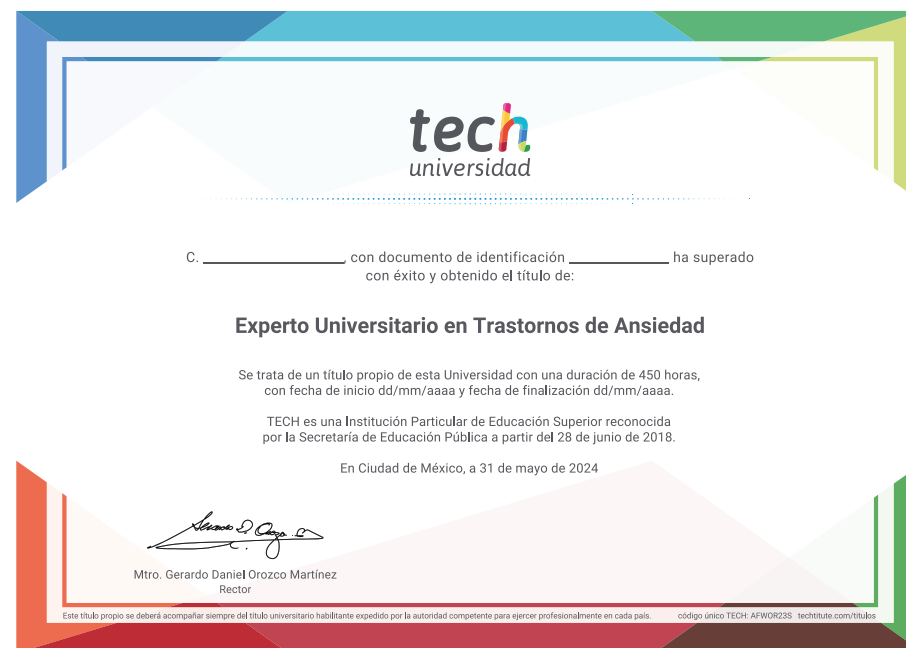 tech
universidad
C. ____________, con documento de identificación ____________ ha superado
con éxito y obtenido el título de:
Experto Universitario en Trastornos de Ansiedad
Se trata de un título propio de esta Universidad con una duración de 450 horas,
con fecha de inicio dd/mm/aaaa y fecha de finalización dd/mm/aaaa.
TECH es una Institución Particular de Educación Superior reconocida
por la Secretaría de Educación Pública a partir del 28 de junio de 2018.
En Ciudad de México, a 31 de mayo de 2024
Mtro. Gerardo Daniel Orozco Martínez
Rector
Este título propio se deberá acompañar siempre del título universitario habilitante expedido por la autoridad competente para ejercer profesionalmente en cada país. código único TECH: AFWOR23S techtitute.com/titulos